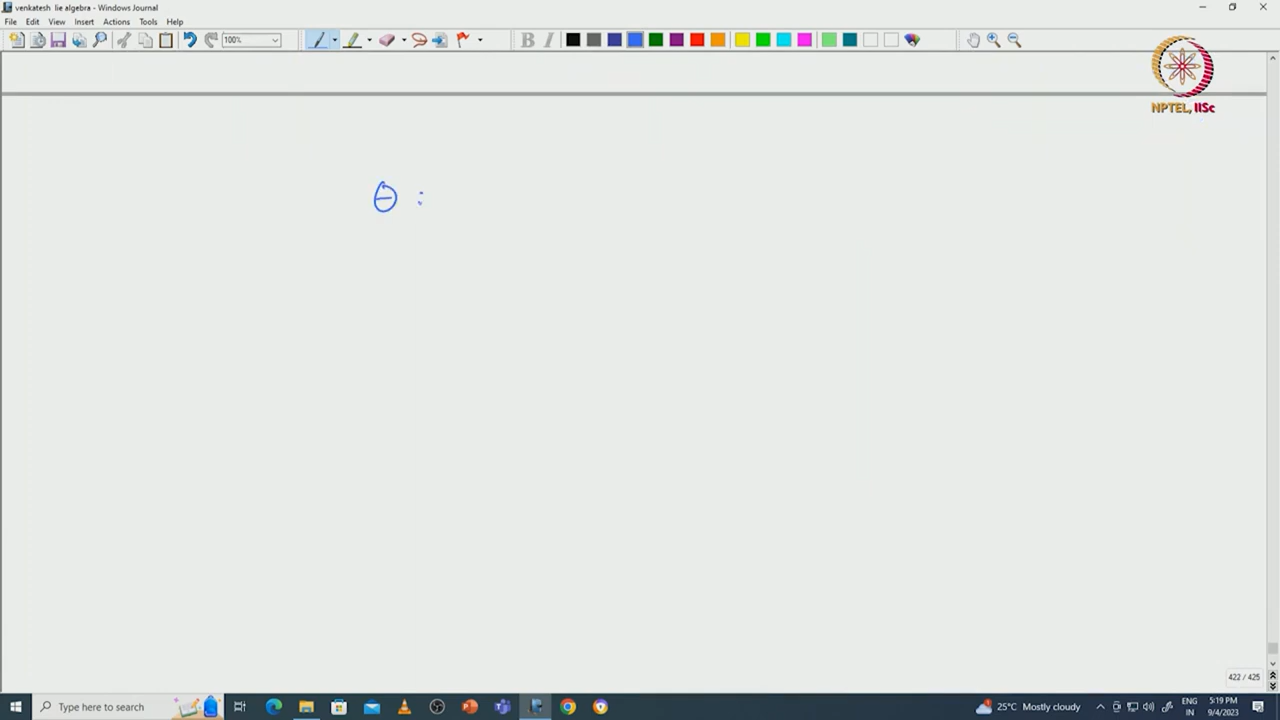 venkatesh lie algebra - Windows Journal
File Edit View Insert Actions Tools Help
100%
B I
NPTEL, IISc
Θ :
422 / 425
Type here to search
25°C Mostly cloudy
ENG
IN
5:19 PM
9/4/2023